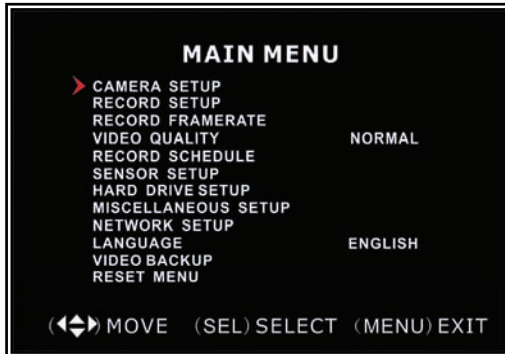 MAIN MENU
CAMERA SETUP
RECORD SETUP
RECORD FRAMERATE
VIDEO QUALITY NORMAL
RECORD SCHEDULE
SENSOR SETUP
HARD DRIVE SETUP
MISCELLANEOUS SETUP
NETWORK SETUP
LANGUAGE ENGLISH
VIDEO BACKUP
RESET MENU
() MOVE (SEL) SELECT (MENU) EXIT